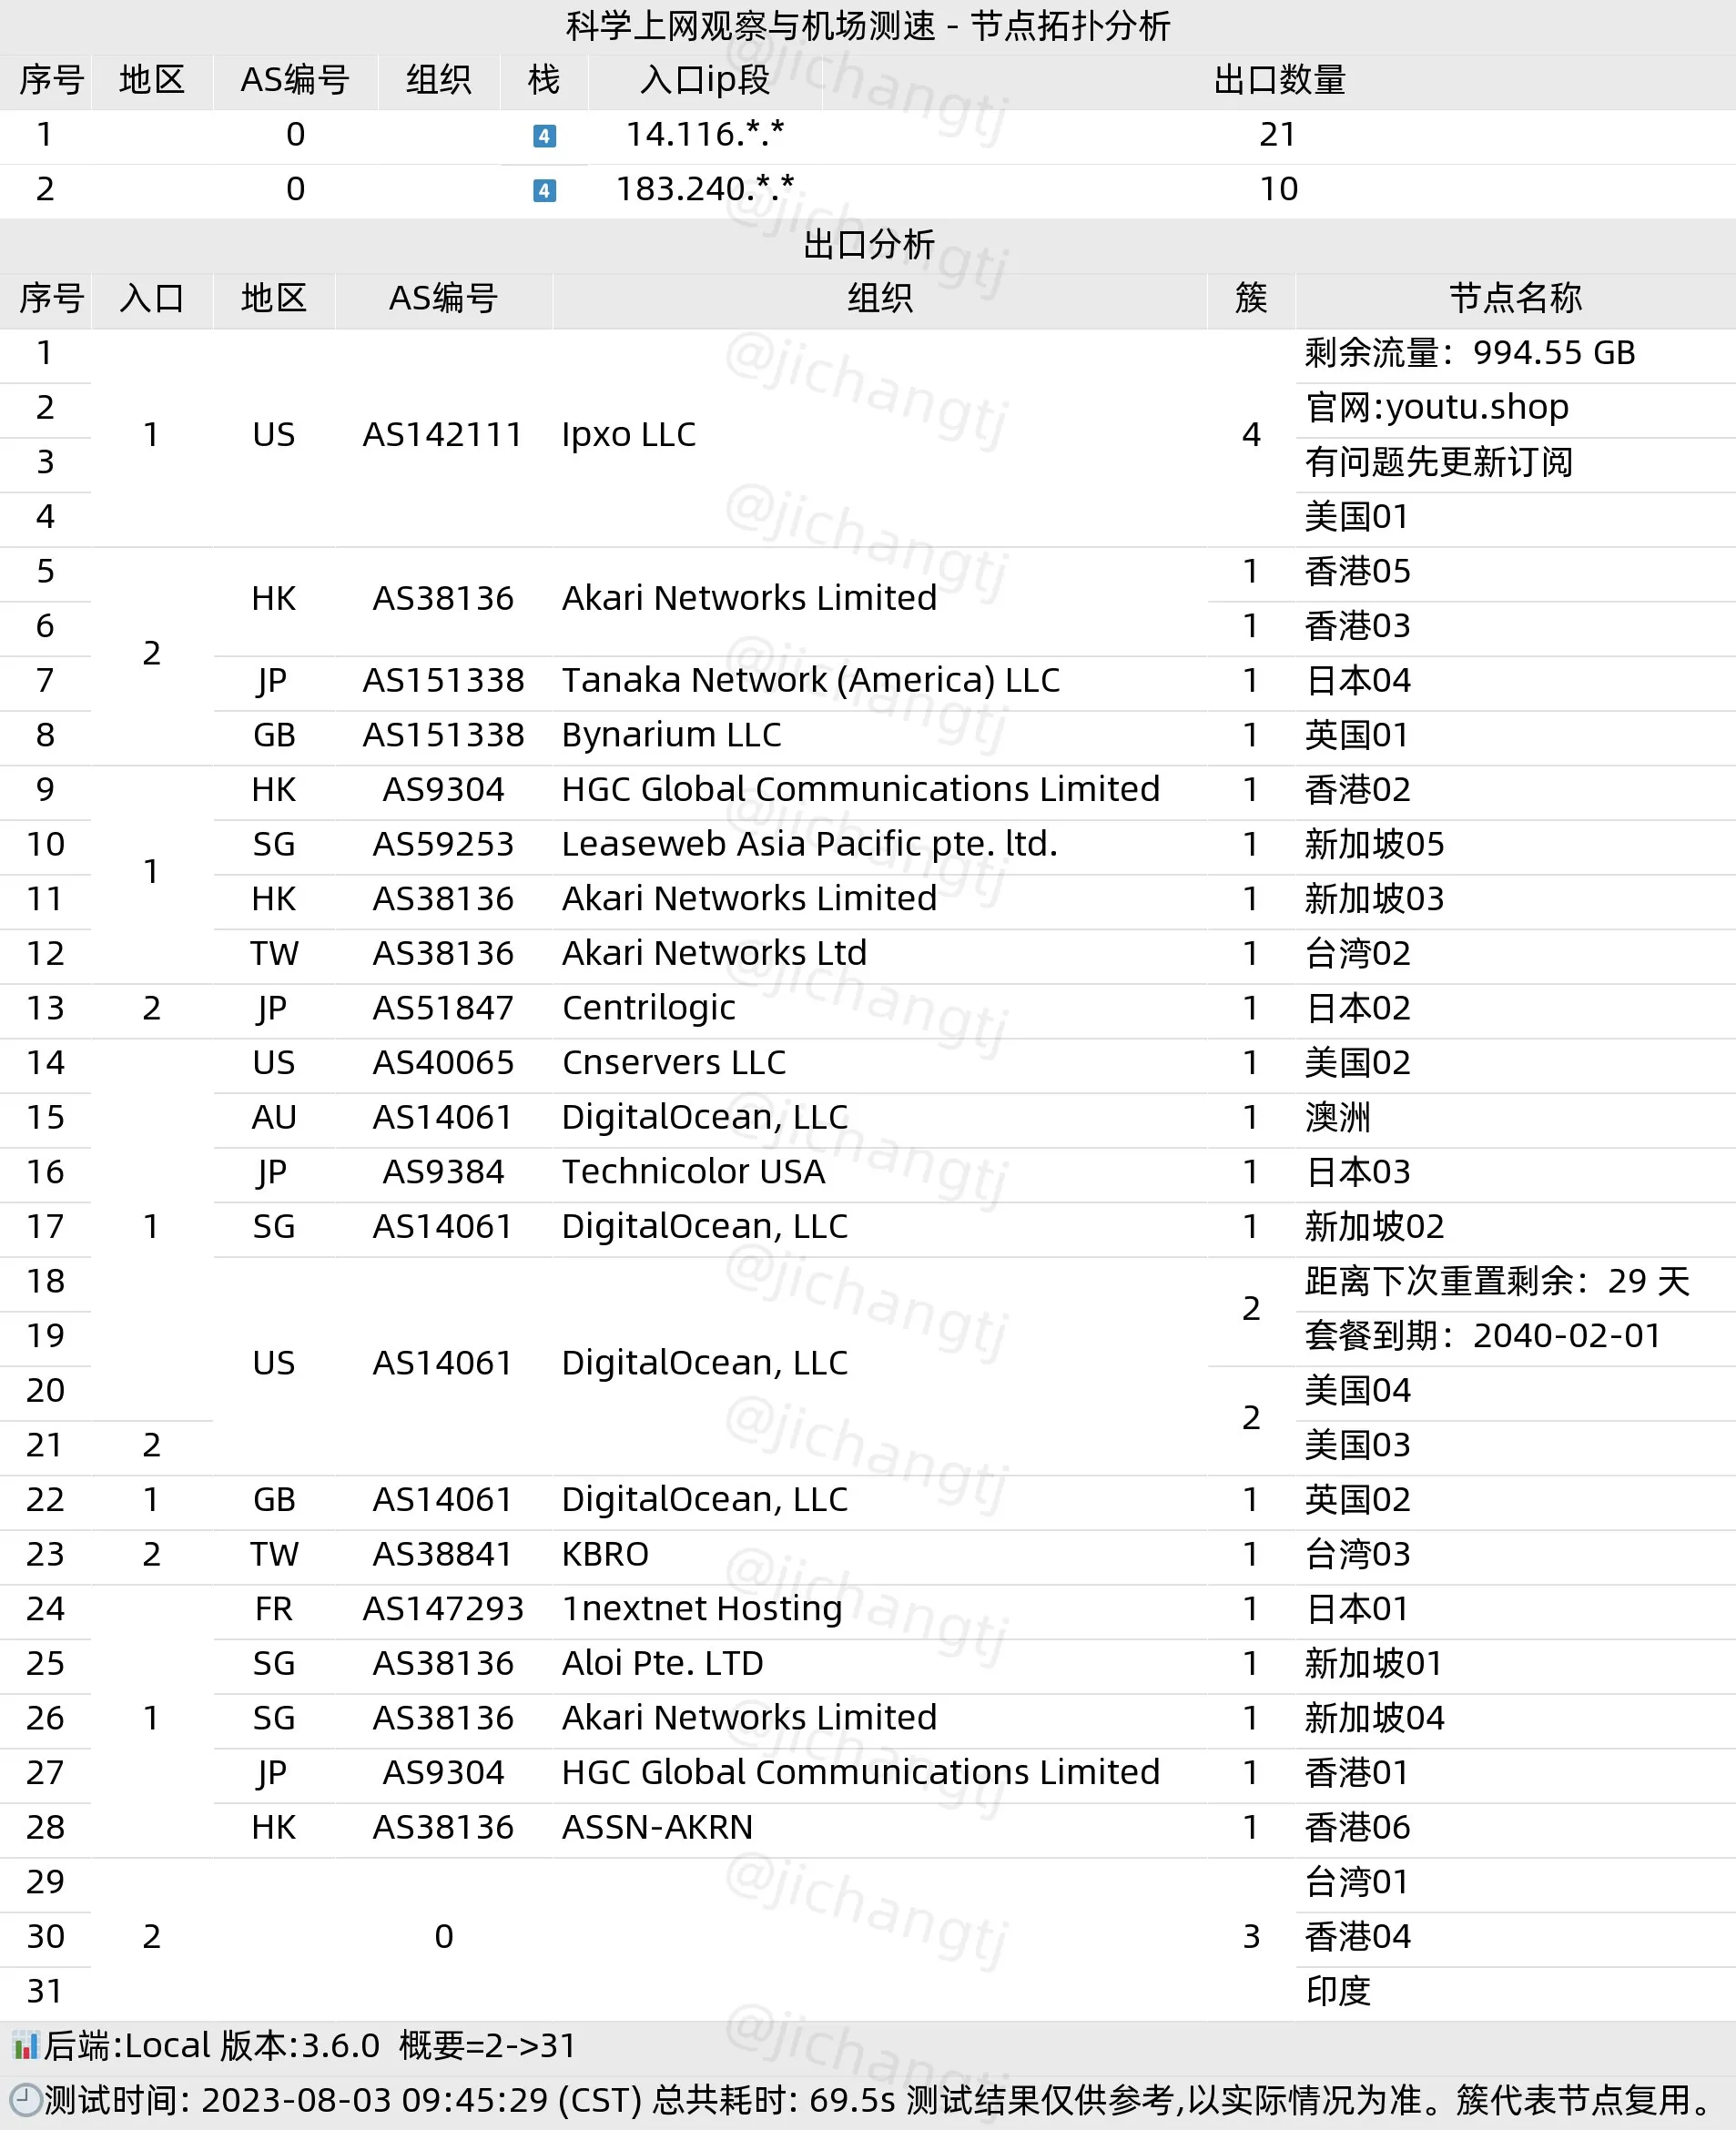 科学上网观察与机场测速 - 节点拓扑分析
序号 地区 AS编号 组织 栈 入口ip段 出口数量
1 0 4 14.116.*.* 21
2 0 4 183.240.*.* 10
出口分析
序号 入口 地区 AS编号 组织 簇 节点名称
1 1 US AS142111 Ipxo LLC 4 剩余流量：994.55 GB
2 官网:youtu.shop
3 有问题先更新订阅
4 美国01
5 2 HK AS38136 Akari Networks Limited 1 香港05
6 1 香港03
7 JP AS151338 Tanaka Network (America) LLC 1 日本04
8 GB AS151338 Bynarium LLC 1 英国01
9 1 HK AS9304 HGC Global Communications Limited 1 香港02
10 SG AS59253 Leaseweb Asia Pacific pte. ltd. 1 新加坡05
11 HK AS38136 Akari Networks Limited 1 新加坡03
12 TW AS38136 Akari Networks Ltd 1 台湾02
13 2 JP AS51847 Centrilogic 1 日本02
14 1 US AS40065 Cnservers LLC 1 美国02
15 AU AS14061 DigitalOcean, LLC 1 澳洲
16 JP AS9384 Technicolor USA 1 日本03
17 SG AS14061 DigitalOcean, LLC 1 新加坡02
18 US AS14061 DigitalOcean, LLC 2 距离下次重置剩余：29 天
19 套餐到期：2040-02-01
20 2 美国04
21 2 美国03
22 1 GB AS14061 DigitalOcean, LLC 1 英国02
23 2 TW AS38841 KBRO 1 台湾03
24 1 FR AS147293 1nextnet Hosting 1 日本01
25 SG AS38136 Aloi Pte. LTD 1 新加坡01
26 SG AS38136 Akari Networks Limited 1 新加坡04
27 JP AS9304 HGC Global Communications Limited 1 香港01
28 HK AS38136 ASSN-AKRN 1 香港06
29 2 0 3 台湾01
30 香港04
31 印度
后端:Local 版本:3.6.0 概要=2->31
测试时间: 2023-08-03 09:45:29 (CST) 总共耗时: 69.5s 测试结果仅供参考,以实际情况为准。簇代表节点复用。
@jichangtj
@jichangtj
@jichangtj
@jichangtj
@jichangtj
@jichangtj
@jichangtj
@jichangtj
@jichangtj
@jichangtj
@jichangtj
@jichangtj
@jichangtj
@jichangtj